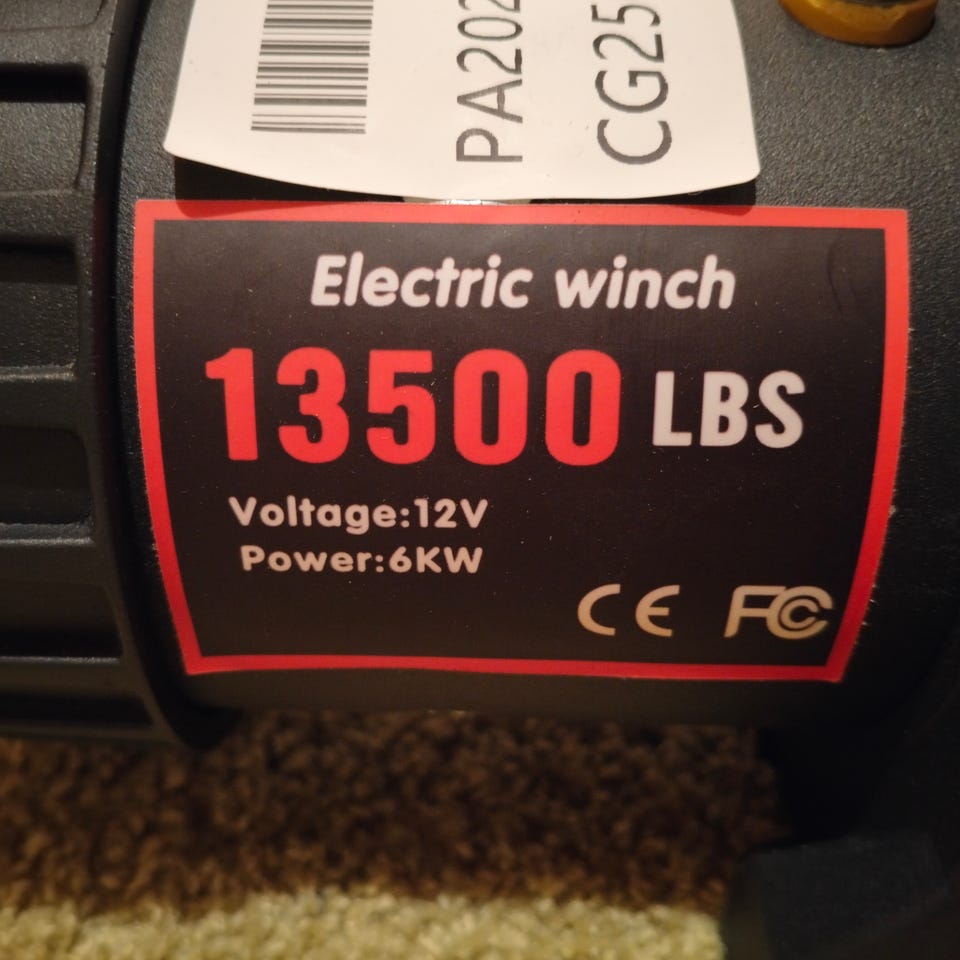 PA202
CG25
Electric winch
13500 LBS
Voltage:12V
Power:6KW
CE FC